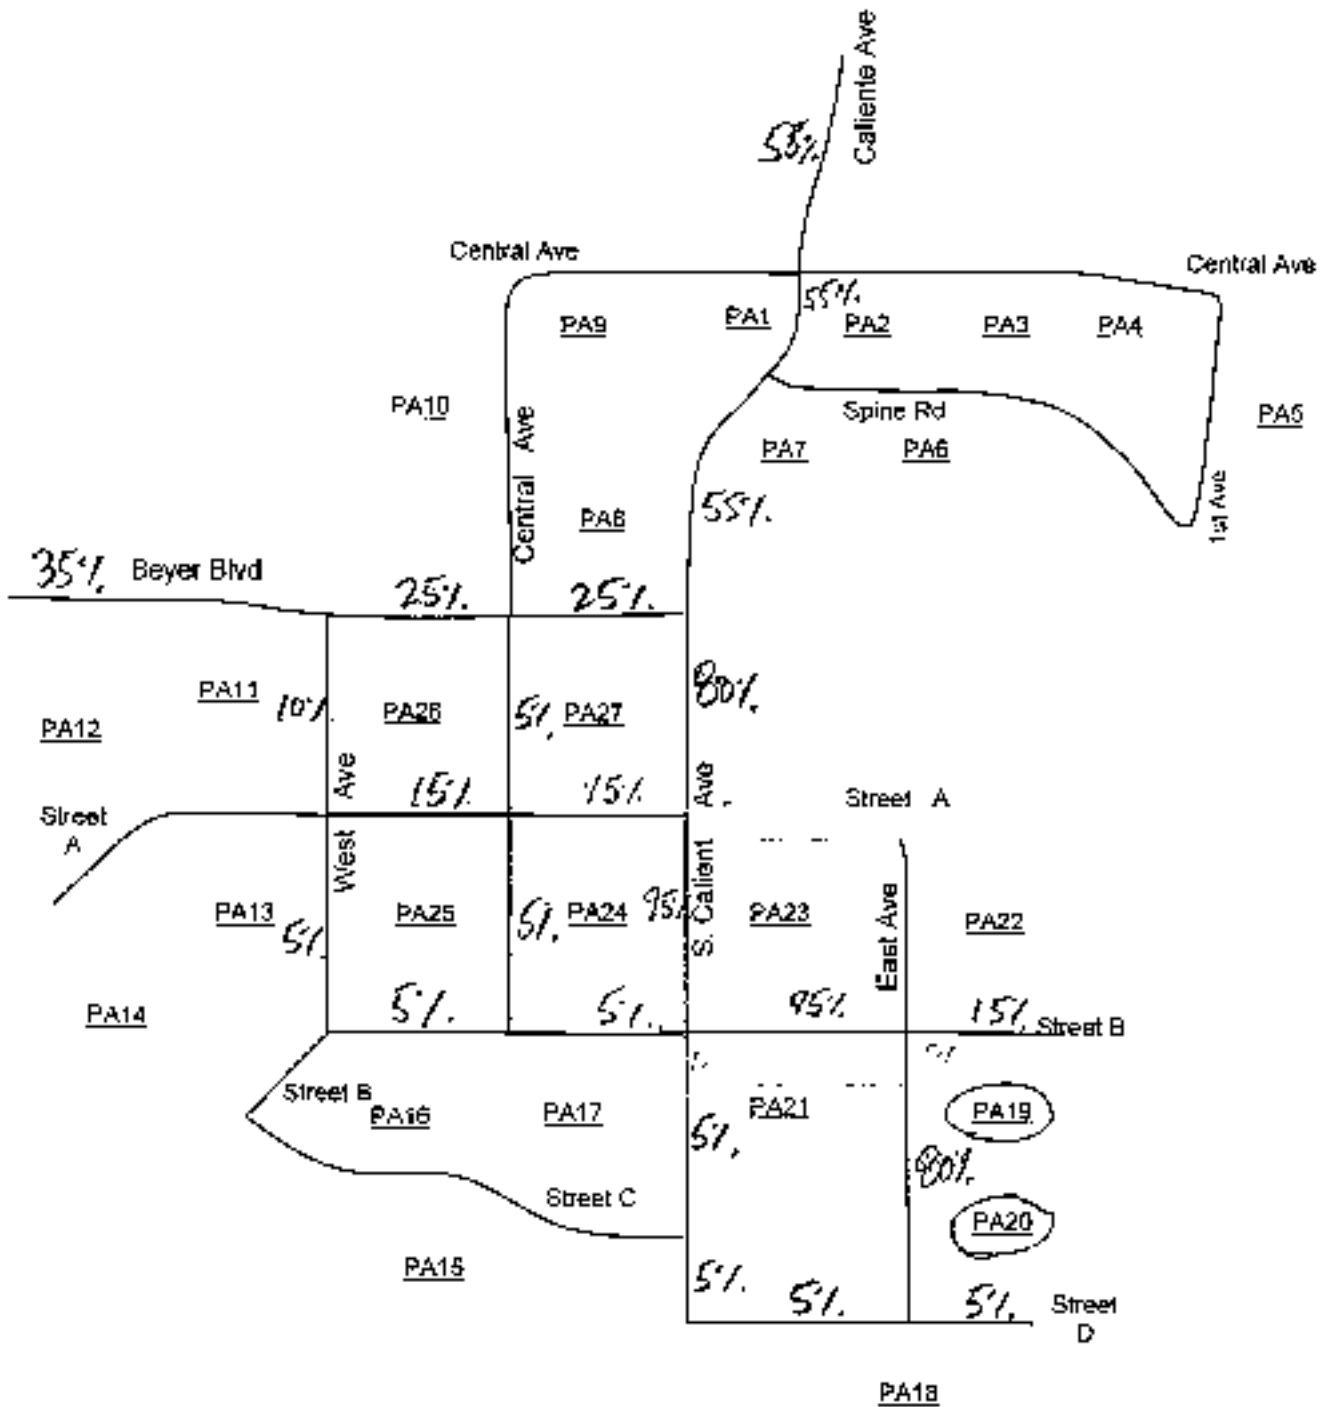 Caliente Ave
Central Ave
Central Ave
55%
PA9
PA1
PA2
PA3
PA4
PA10
Central Ave
Spine Rd
PA5
PA7
PA6
1st Ave
55%
35%
Beyer Blvd
25%
25%
PA11
10%
PA26
5%
PA27
80%
PA12
West Ave
15%
15%
S. Calient Ave
Street A
Street A
PA13
5%
PA25
5%
PA24
95%
PA23
East Ave
PA22
PA14
5%
5%
95%
15%
Street B
Street B
PA16
PA17
PA21
PA19
5%
80%
Street C
PA20
PA15
5%
5%
5%
Street
D
PA18